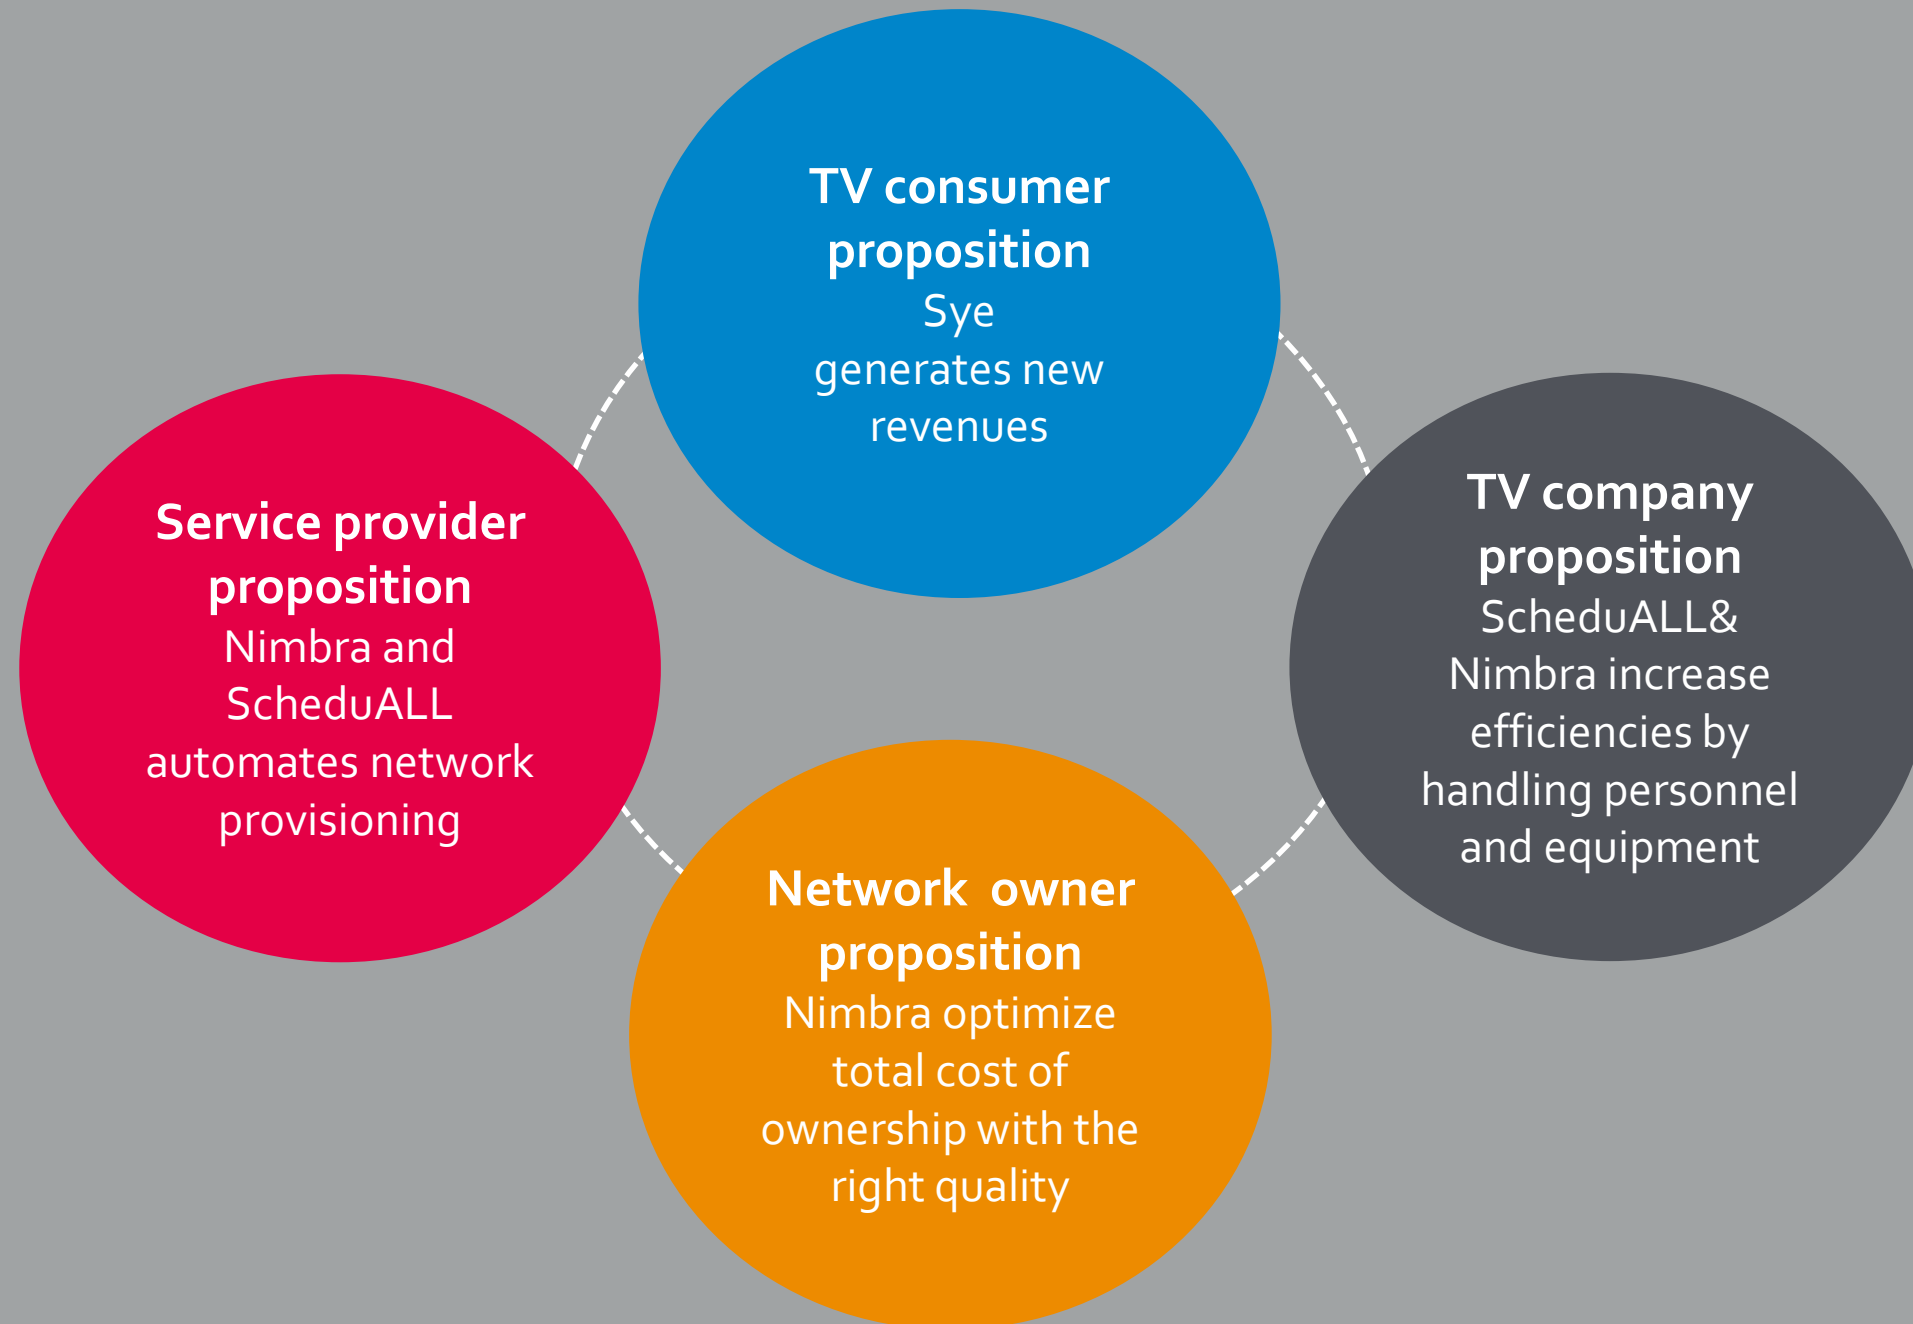 TV consumer
proposition
Sye
generates new
revenues
Service provider
proposition
Nimbra and
ScheduALL
automates network
provisioning
TV company
proposition
ScheduALL&
Nimbra increase
efficiencies by
handling personnel
and equipment
Network  owner
proposition
Nimbra optimize
total cost of
ownership with the
right quality